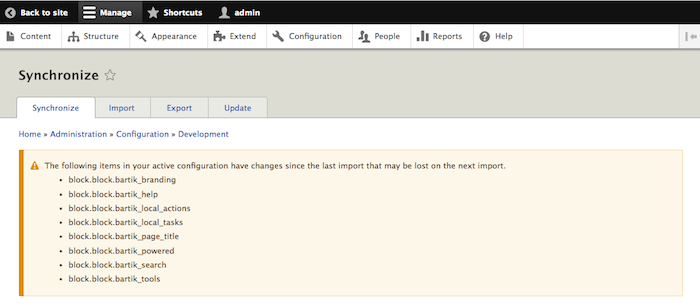 Back to site Manage Shortcuts admin
Content Structure Appearance Extend Configuration People Reports Help
Synchronize
Synchronize Import Export Update
Home » Administration » Configuration » Development
The following items in your active configuration have changes since the last import that may be lost on the next import.
• block.block.bartik_branding
• block.block.bartik_help
• block.block.bartik_local_actions
• block.block.bartik_local_tasks
• block.block.bartik_page_title
• block.block.bartik_powered
• block.block.bartik_search
• block.block.bartik_tools